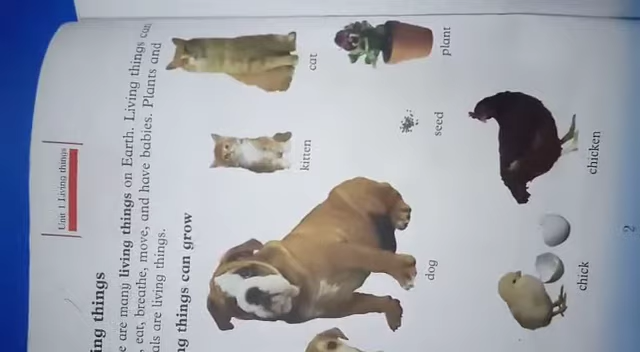 Unit 1 Living things
ing things
e are many living things on Earth. Living things can
, eat, breathe, move, and have babies. Plants and
als are living things.
ng things can grow
cat
plant
kitten
seed
chicken
dog
chick
2